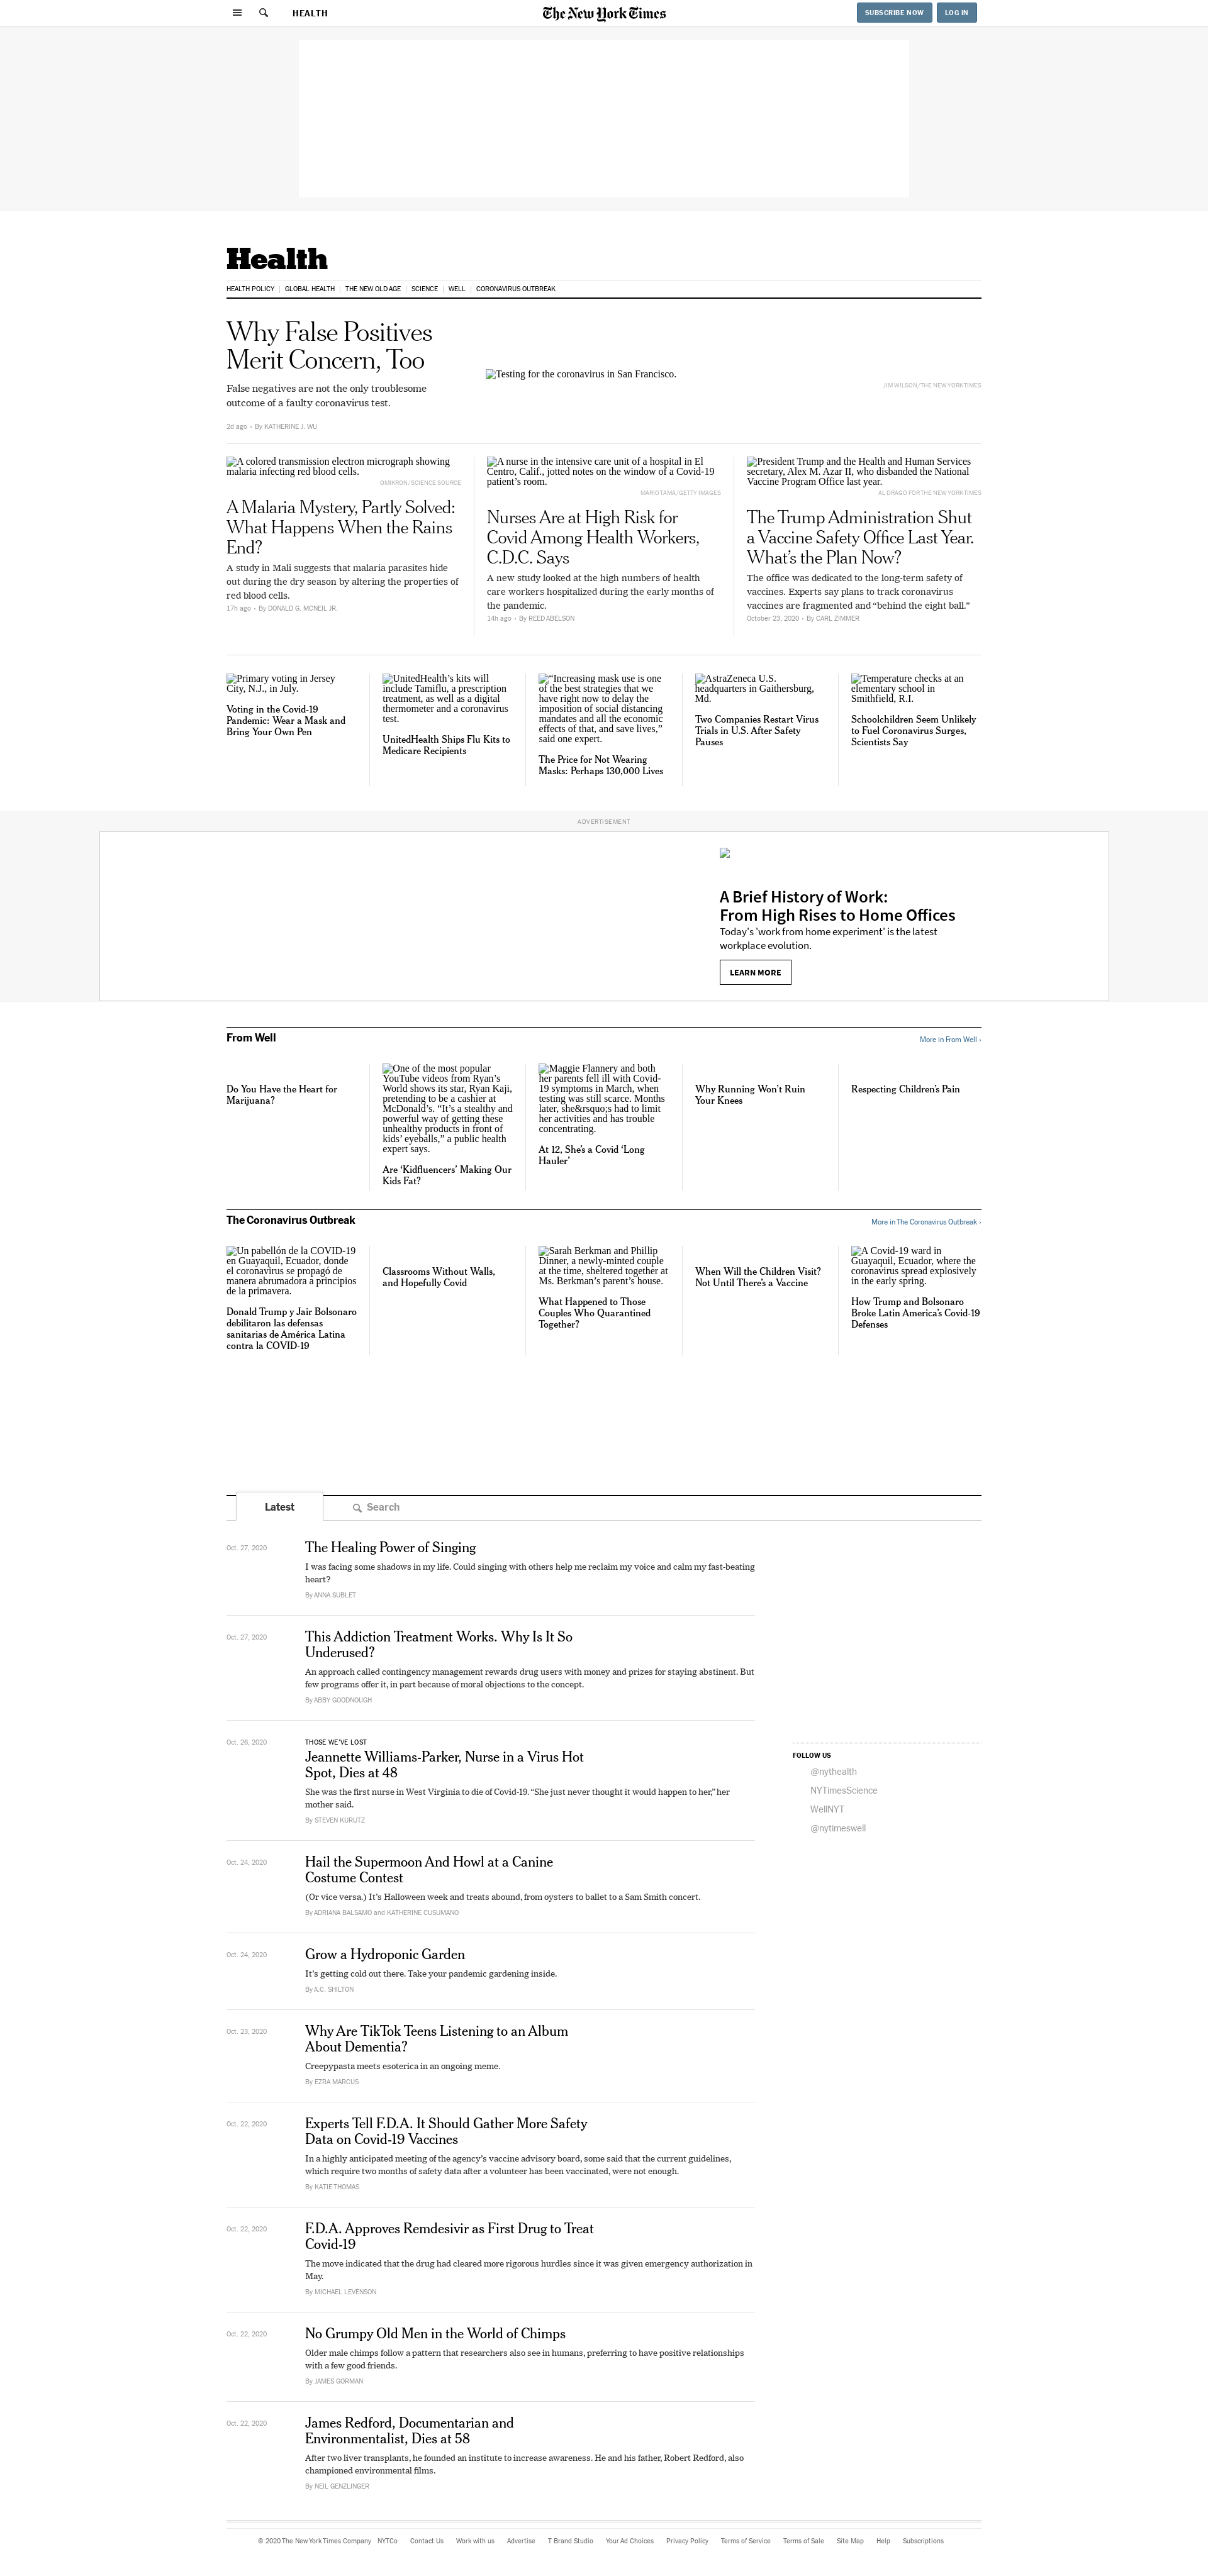 HEALTH
The New York Times
SUBSCRIBE NOW
LOG IN
Health
HEALTH POLICY
GLOBAL HEALTH
THE NEW OLD AGE
SCIENCE
WELL
CORONAVIRUS OUTBREAK
Why False Positives
Merit Concern, Too
False negatives are not the only troublesome
outcome of a faulty coronavirus test.
2d ago • By KATHERINE J. WU
Testing for the coronavirus in San Francisco.
JIM WILSON/THE NEW YORK TIMES
A colored transmission electron micrograph showing
malaria infecting red blood cells.
OMIKRON/SCIENCE SOURCE
A Malaria Mystery, Partly Solved:
What Happens When the Rains
End?
A study in Mali suggests that malaria parasites hide
out during the dry season by altering the properties of
red blood cells.
17h ago • By DONALD G. MCNEIL JR.
A nurse in the intensive care unit of a hospital in El
Centro, Calif., jotted notes on the window of a Covid-19
patient’s room.
MARIO TAMA/GETTY IMAGES
Nurses Are at High Risk for
Covid Among Health Workers,
C.D.C. Says
A new study looked at the high numbers of health
care workers hospitalized during the early months of
the pandemic.
14h ago • By REED ABELSON
President Trump and the Health and Human Services
secretary, Alex M. Azar II, who disbanded the National
Vaccine Program Office last year.
AL DRAGO FOR THE NEW YORK TIMES
The Trump Administration Shut
a Vaccine Safety Office Last Year.
What’s the Plan Now?
The office was dedicated to the long-term safety of
vaccines. Experts say plans to track coronavirus
vaccines are fragmented and “behind the eight ball.”
October 23, 2020 • By CARL ZIMMER
Primary voting in Jersey
City, N.J., in July.
Voting in the Covid-19
Pandemic: Wear a Mask and
Bring Your Own Pen
UnitedHealth’s kits will
include Tamiflu, a prescription
treatment, as well as a digital
thermometer and a coronavirus
test.
UnitedHealth Ships Flu Kits to
Medicare Recipients
“Increasing mask use is one
of the best strategies that we
have right now to delay the
imposition of social distancing
mandates and all the economic
effects of that, and save lives,”
said one expert.
The Price for Not Wearing
Masks: Perhaps 130,000 Lives
AstraZeneca U.S.
headquarters in Gaithersburg,
Md.
Two Companies Restart Virus
Trials in U.S. After Safety
Pauses
Temperature checks at an
elementary school in
Smithfield, R.I.
Schoolchildren Seem Unlikely
to Fuel Coronavirus Surges,
Scientists Say
ADVERTISEMENT
A Brief History of Work:
From High Rises to Home Offices
Today's 'work from home experiment' is the latest
workplace evolution.
LEARN MORE
From Well
More in From Well ›
Do You Have the Heart for
Marijuana?
One of the most popular
YouTube videos from Ryan’s
World shows its star, Ryan Kaji,
pretending to be a cashier at
McDonald’s. “It’s a stealthy and
powerful way of getting these
unhealthy products in front of
kids’ eyeballs,” a public health
expert says.
Are ‘Kidfluencers’ Making Our
Kids Fat?
Maggie Flannery and both
her parents fell ill with Covid-
19 symptoms in March, when
testing was still scarce. Months
later, she&rsquo;s had to limit
her activities and has trouble
concentrating.
At 12, She’s a Covid ‘Long
Hauler’
Why Running Won’t Ruin
Your Knees
Respecting Children’s Pain
The Coronavirus Outbreak
More in The Coronavirus Outbreak ›
Un pabellón de la COVID-19
en Guayaquil, Ecuador, donde
el coronavirus se propagó de
manera abrumadora a principios
de la primavera.
Donald Trump y Jair Bolsonaro
debilitaron las defensas
sanitarias de América Latina
contra la COVID-19
Classrooms Without Walls,
and Hopefully Covid
Sarah Berkman and Phillip
Dinner, a newly-minted couple
at the time, sheltered together at
Ms. Berkman’s parent’s house.
What Happened to Those
Couples Who Quarantined
Together?
When Will the Children Visit?
Not Until There’s a Vaccine
A Covid-19 ward in
Guayaquil, Ecuador, where the
coronavirus spread explosively
in the early spring.
How Trump and Bolsonaro
Broke Latin America’s Covid-19
Defenses
Latest
Search
Oct. 27, 2020
The Healing Power of Singing
I was facing some shadows in my life. Could singing with others help me reclaim my voice and calm my fast-beating
heart?
By ANNA SUBLET
Oct. 27, 2020
This Addiction Treatment Works. Why Is It So
Underused?
An approach called contingency management rewards drug users with money and prizes for staying abstinent. But
few programs offer it, in part because of moral objections to the concept.
By ABBY GOODNOUGH
Oct. 26, 2020
THOSE WE’VE LOST
Jeannette Williams-Parker, Nurse in a Virus Hot
Spot, Dies at 48
She was the first nurse in West Virginia to die of Covid-19. “She just never thought it would happen to her,” her
mother said.
By STEVEN KURUTZ
FOLLOW US
@nythealth
NYTimesScience
WellNYT
@nytimeswell
Oct. 24, 2020
Hail the Supermoon And Howl at a Canine
Costume Contest
(Or vice versa.) It’s Halloween week and treats abound, from oysters to ballet to a Sam Smith concert.
By ADRIANA BALSAMO and KATHERINE CUSUMANO
Oct. 24, 2020
Grow a Hydroponic Garden
It’s getting cold out there. Take your pandemic gardening inside.
By A.C. SHILTON
Oct. 23, 2020
Why Are TikTok Teens Listening to an Album
About Dementia?
Creepypasta meets esoterica in an ongoing meme.
By EZRA MARCUS
Oct. 22, 2020
Experts Tell F.D.A. It Should Gather More Safety
Data on Covid-19 Vaccines
In a highly anticipated meeting of the agency’s vaccine advisory board, some said that the current guidelines,
which require two months of safety data after a volunteer has been vaccinated, were not enough.
By KATIE THOMAS
Oct. 22, 2020
F.D.A. Approves Remdesivir as First Drug to Treat
Covid-19
The move indicated that the drug had cleared more rigorous hurdles since it was given emergency authorization in
May.
By MICHAEL LEVENSON
Oct. 22, 2020
No Grumpy Old Men in the World of Chimps
Older male chimps follow a pattern that researchers also see in humans, preferring to have positive relationships
with a few good friends.
By JAMES GORMAN
Oct. 22, 2020
James Redford, Documentarian and
Environmentalist, Dies at 58
After two liver transplants, he founded an institute to increase awareness. He and his father, Robert Redford, also
championed environmental films.
By NEIL GENZLINGER
© 2020 The New York Times Company
NYTCo
Contact Us
Work with us
Advertise
T Brand Studio
Your Ad Choices
Privacy Policy
Terms of Service
Terms of Sale
Site Map
Help
Subscriptions